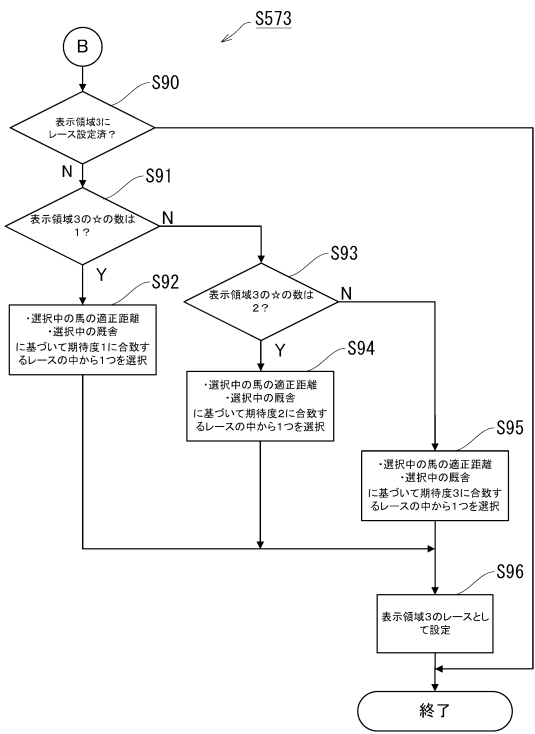 S573
B
S90
表示領域3に
レース設定済？
N
S91
表示領域3の☆の数は
1？
N
Y
S92
・選択中の馬の適正距離
・選択中の厩舎
に基づいて期待度1に合致す
るレースの中から1つを選択
S93
表示領域3の☆の数は
2？
N
Y
S94
・選択中の馬の適正距離
・選択中の厩舎
に基づいて期待度2に合致す
るレースの中から1つを選択
S95
・選択中の馬の適正距離
・選択中の厩舎
に基づいて期待度3に合致す
るレースの中から1つを選択
S96
表示領域3のレースとし
て設定
終了